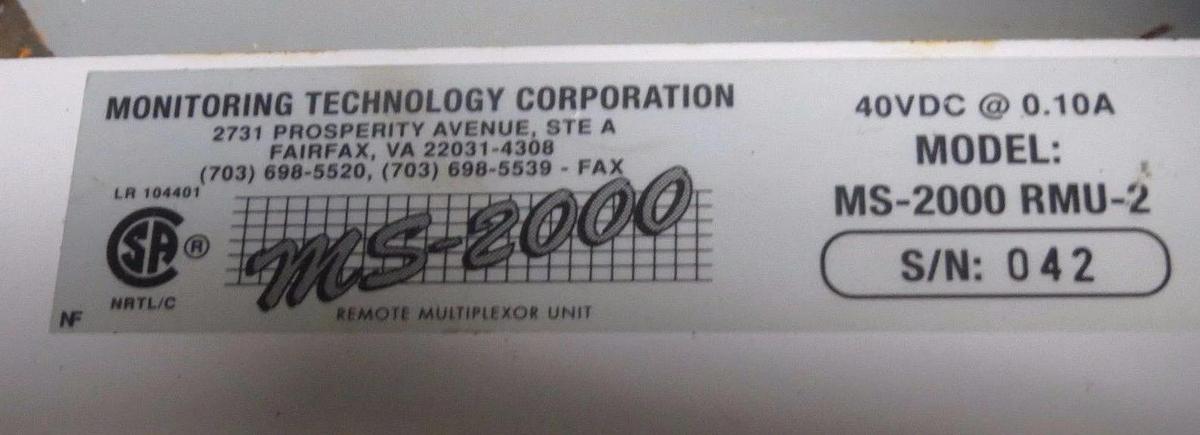 MONITORING TECHNOLOGY CORPORATION
2731 PROSPERITY AVENUE, STE A
FAIRFAX, VA 22031-4308
(703) 698-5520, (703) 698-5539 - FAX
LR 104401
SA ®
NRTL/C
NF
MS-2000
REMOTE MULTIPLEXOR UNIT
40VDC @ 0.10A
MODEL:
MS-2000 RMU-2
S/N: 042